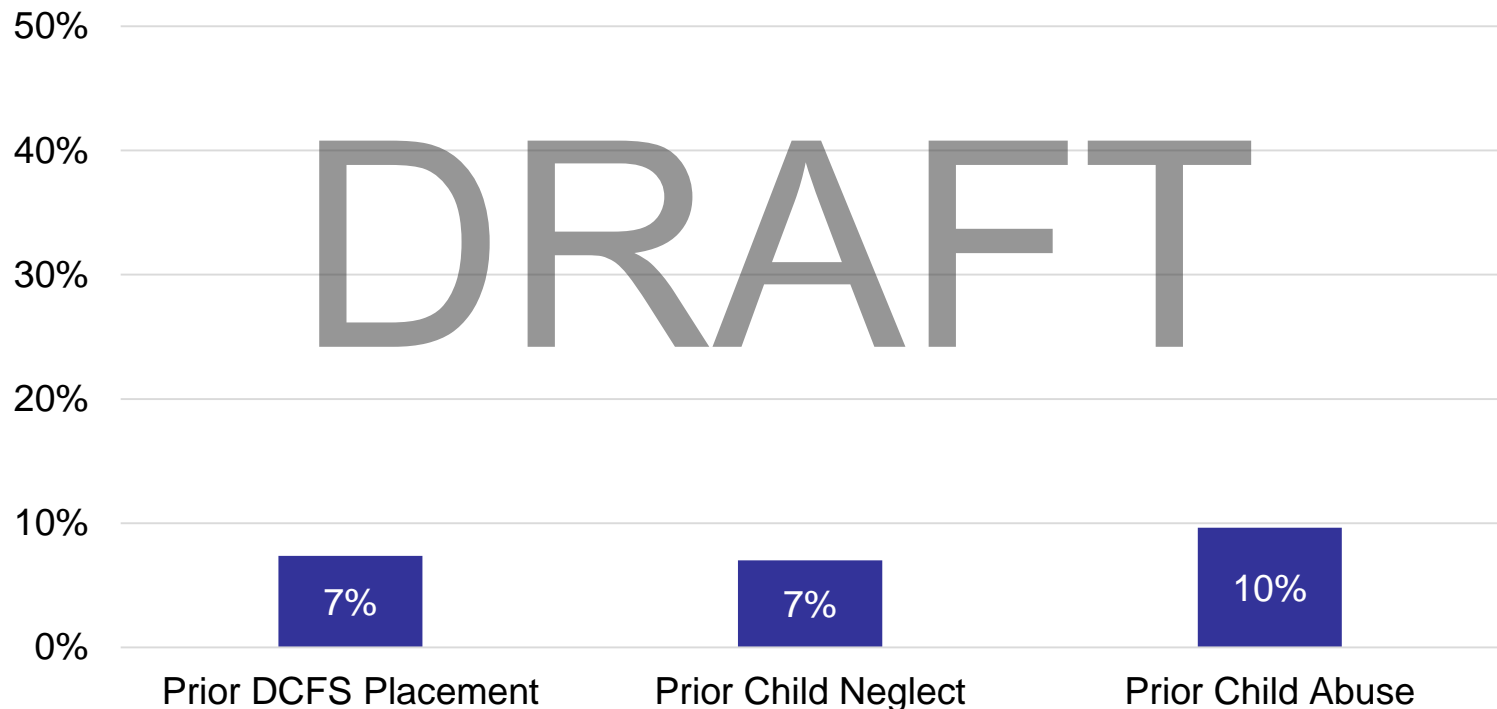 50%
40%
DRAFT
30%
20%
10%
7%
7%
10%
0%
Prior DCFS Placement
Prior Child Neglect
Prior Child Abuse